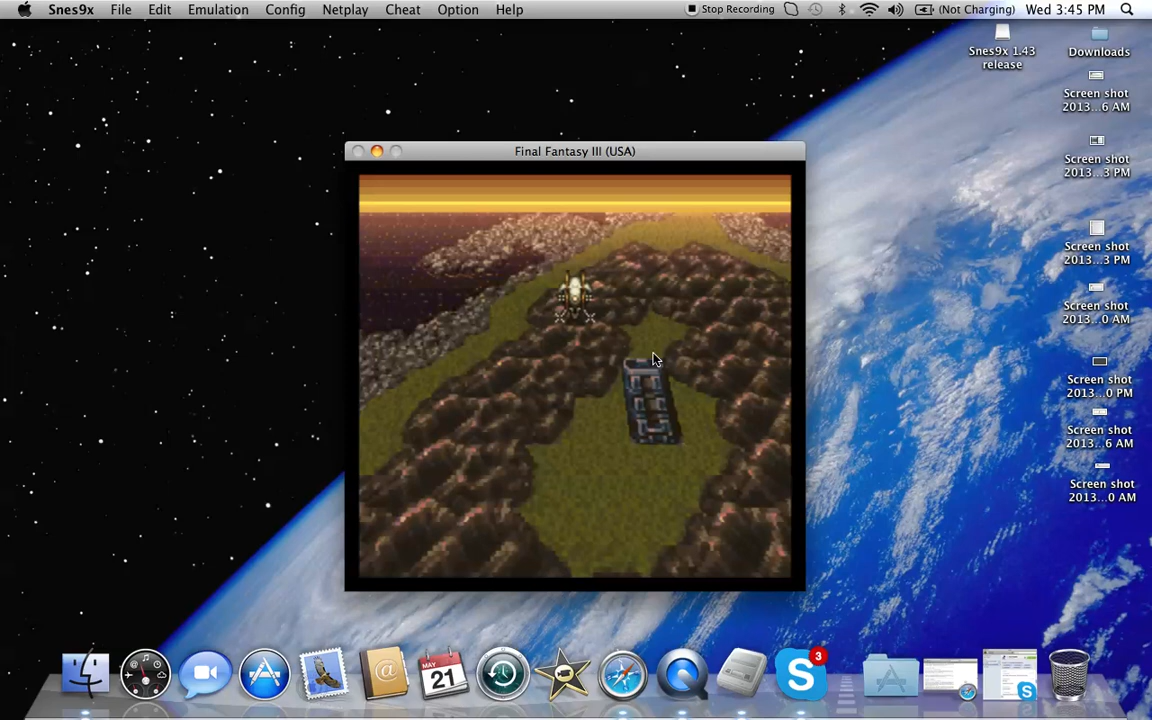 Snes9x File Edit Emulation Config Netplay Cheat Option Help Stop Recording (Not Charging) Wed 3:45 PM
Snes9x 1.43
release
Downloads
Screen shot
2013...6 AM
Screen shot
2013...3 PM
Final Fantasy III (USA)
Screen shot
2013...3 PM
Screen shot
2013...0 AM
Screen shot
2013...0 PM
Screen shot
2013...6 AM
Screen shot
2013...0 AM
MAY
21
@
S
3
S